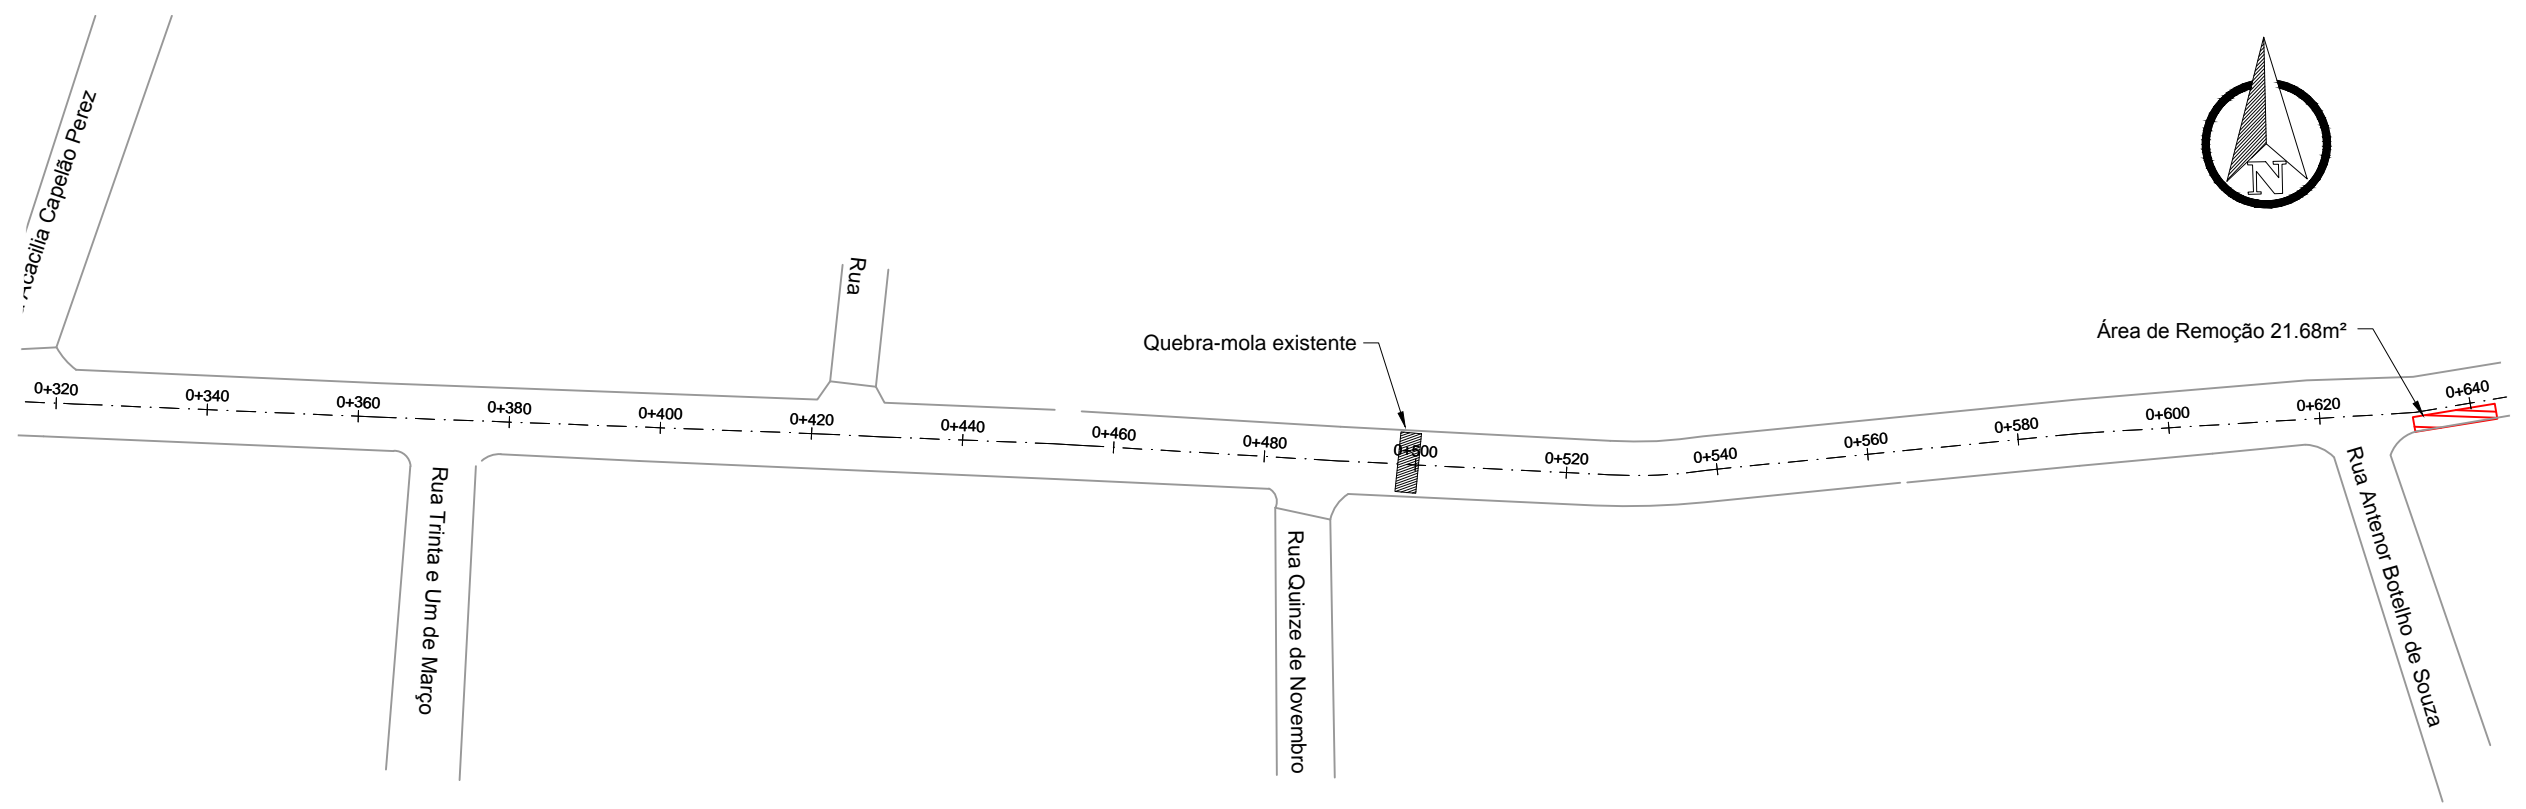 Acacilia Capelão Perez
Rua
N
Quebra-mola existente
Área de Remoção 21.68m²
0+320
0+340
0+360
0+380
0+400
0+420
0+440
0+460
0+480
0+500
0+520
0+540
0+560
0+580
0+600
0+620
0+640
Rua Trinta e Um de Março
Rua Quinze de Novembro
Rua Antenor Botelho de Souza